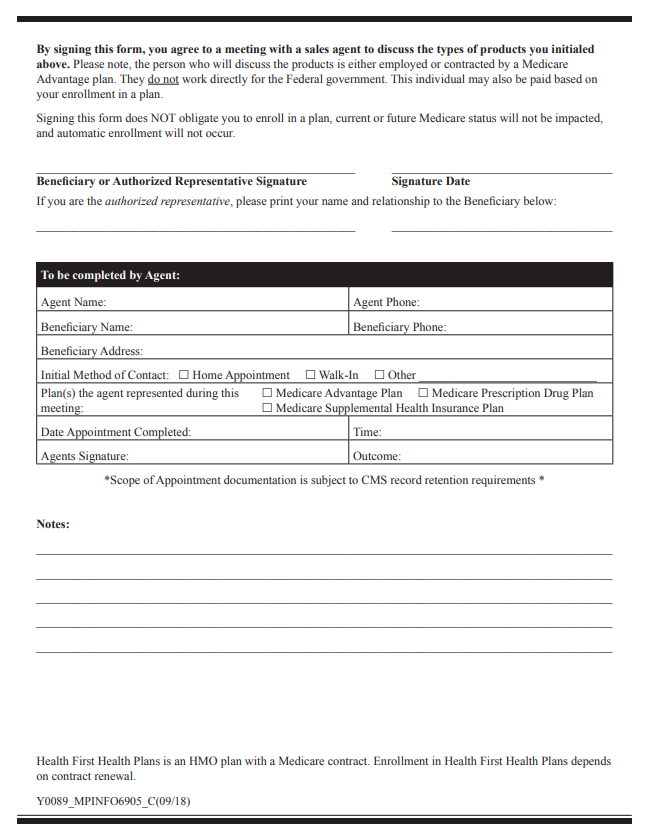 By signing this form, you agree to a meeting with a sales agent to discuss the types of products you initialed
above. Please note, the person who will discuss the products is either employed or contracted by a Medicare
Advantage plan. They do not work directly for the Federal government. This individual may also be paid based on
your enrollment in a plan.
Signing this form does NOT obligate you to enroll in a plan, current or future Medicare status will not be impacted,
and automatic enrollment will not occur.
Beneficiary or Authorized Representative Signature Signature Date
If you are the authorized representative, please print your name and relationship to the Beneficiary below:
To be completed by Agent:
Agent Name: Agent Phone:
Beneficiary Name: Beneficiary Phone:
Beneficiary Address:
Initial Method of Contact: ☐ Home Appointment ☐ Walk-In ☐ Other ____________________
Plan(s) the agent represented during this ☐ Medicare Advantage Plan ☐ Medicare Prescription Drug Plan
meeting: ☐ Medicare Supplemental Health Insurance Plan
Date Appointment Completed: Time:
Agents Signature: Outcome:
*Scope of Appointment documentation is subject to CMS record retention requirements *
Notes:
Health First Health Plans is an HMO plan with a Medicare contract. Enrollment in Health First Health Plans depends
on contract renewal.
Y0089_MPINFO6905_C(09/18)